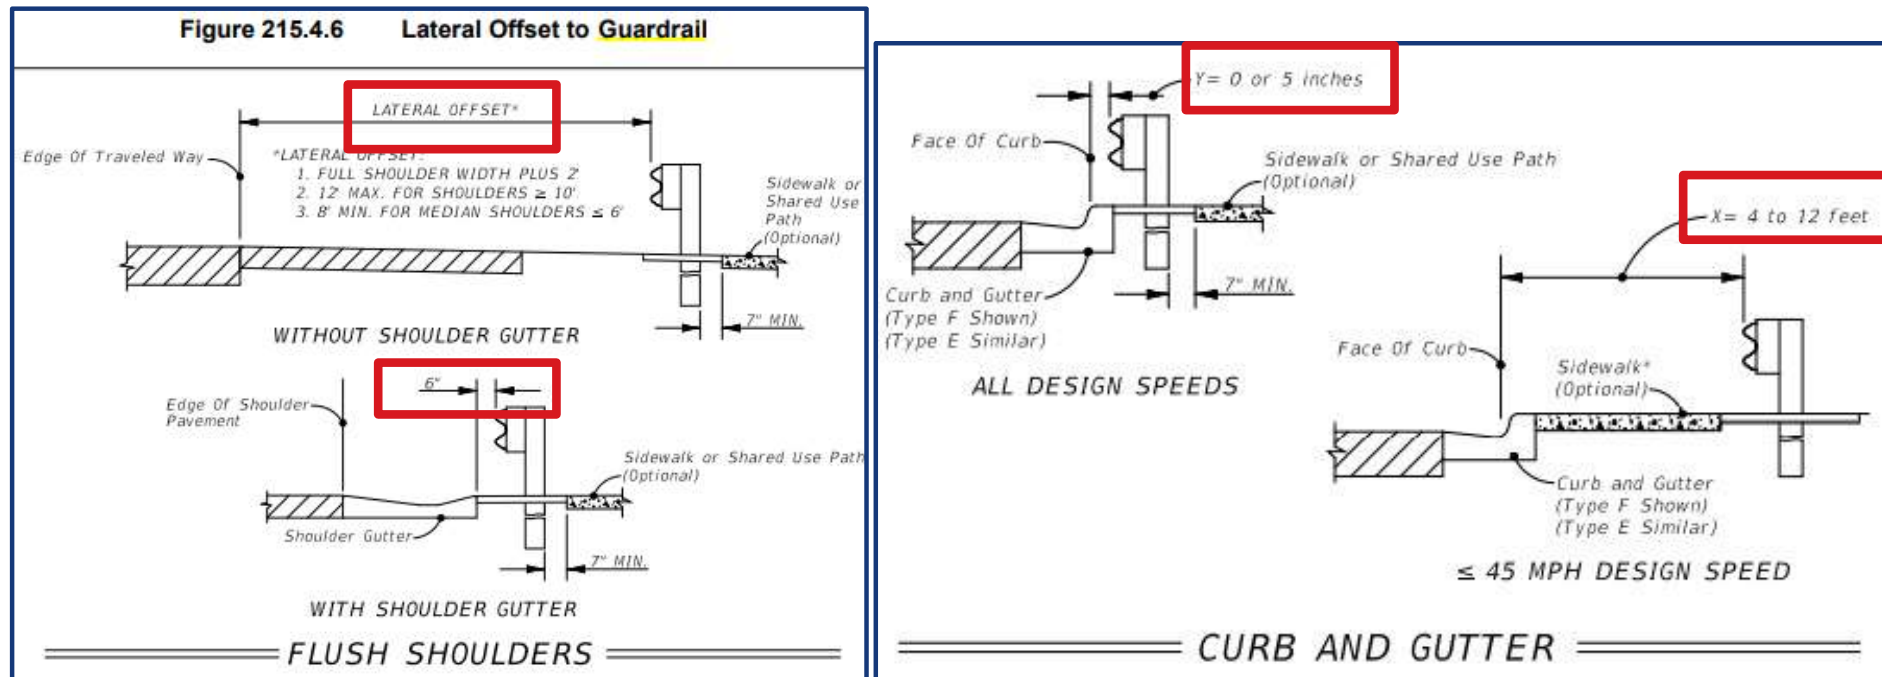 Figure 215.4.6 Lateral Offset to Guardrail
LATERAL OFFSET*
Edge Of Traveled Way
*LATERAL OFFSET:
1. FULL SHOULDER WIDTH PLUS 2'
2. 12' MAX. FOR SHOULDERS ≥ 10'
3. 8' MIN. FOR MEDIAN SHOULDERS ≤ 6'
Sidewalk or
Shared Use
Path
(Optional)
7" MIN.
WITHOUT SHOULDER GUTTER
6"
Edge Of Shoulder
Pavement
Sidewalk or Shared Use Path
(Optional)
Shoulder Gutter
7" MIN.
WITH SHOULDER GUTTER
FLUSH SHOULDERS
Y= 0 or 5 inches
Face Of Curb
Sidewalk or Shared Use Path
(Optional)
7" MIN.
Curb and Gutter
(Type F Shown)
(Type E Similar)
ALL DESIGN SPEEDS
X= 4 to 12 feet
Face Of Curb
Sidewalk*
(Optional)
Curb and Gutter
(Type F Shown)
(Type E Similar)
≤ 45 MPH DESIGN SPEED
CURB AND GUTTER